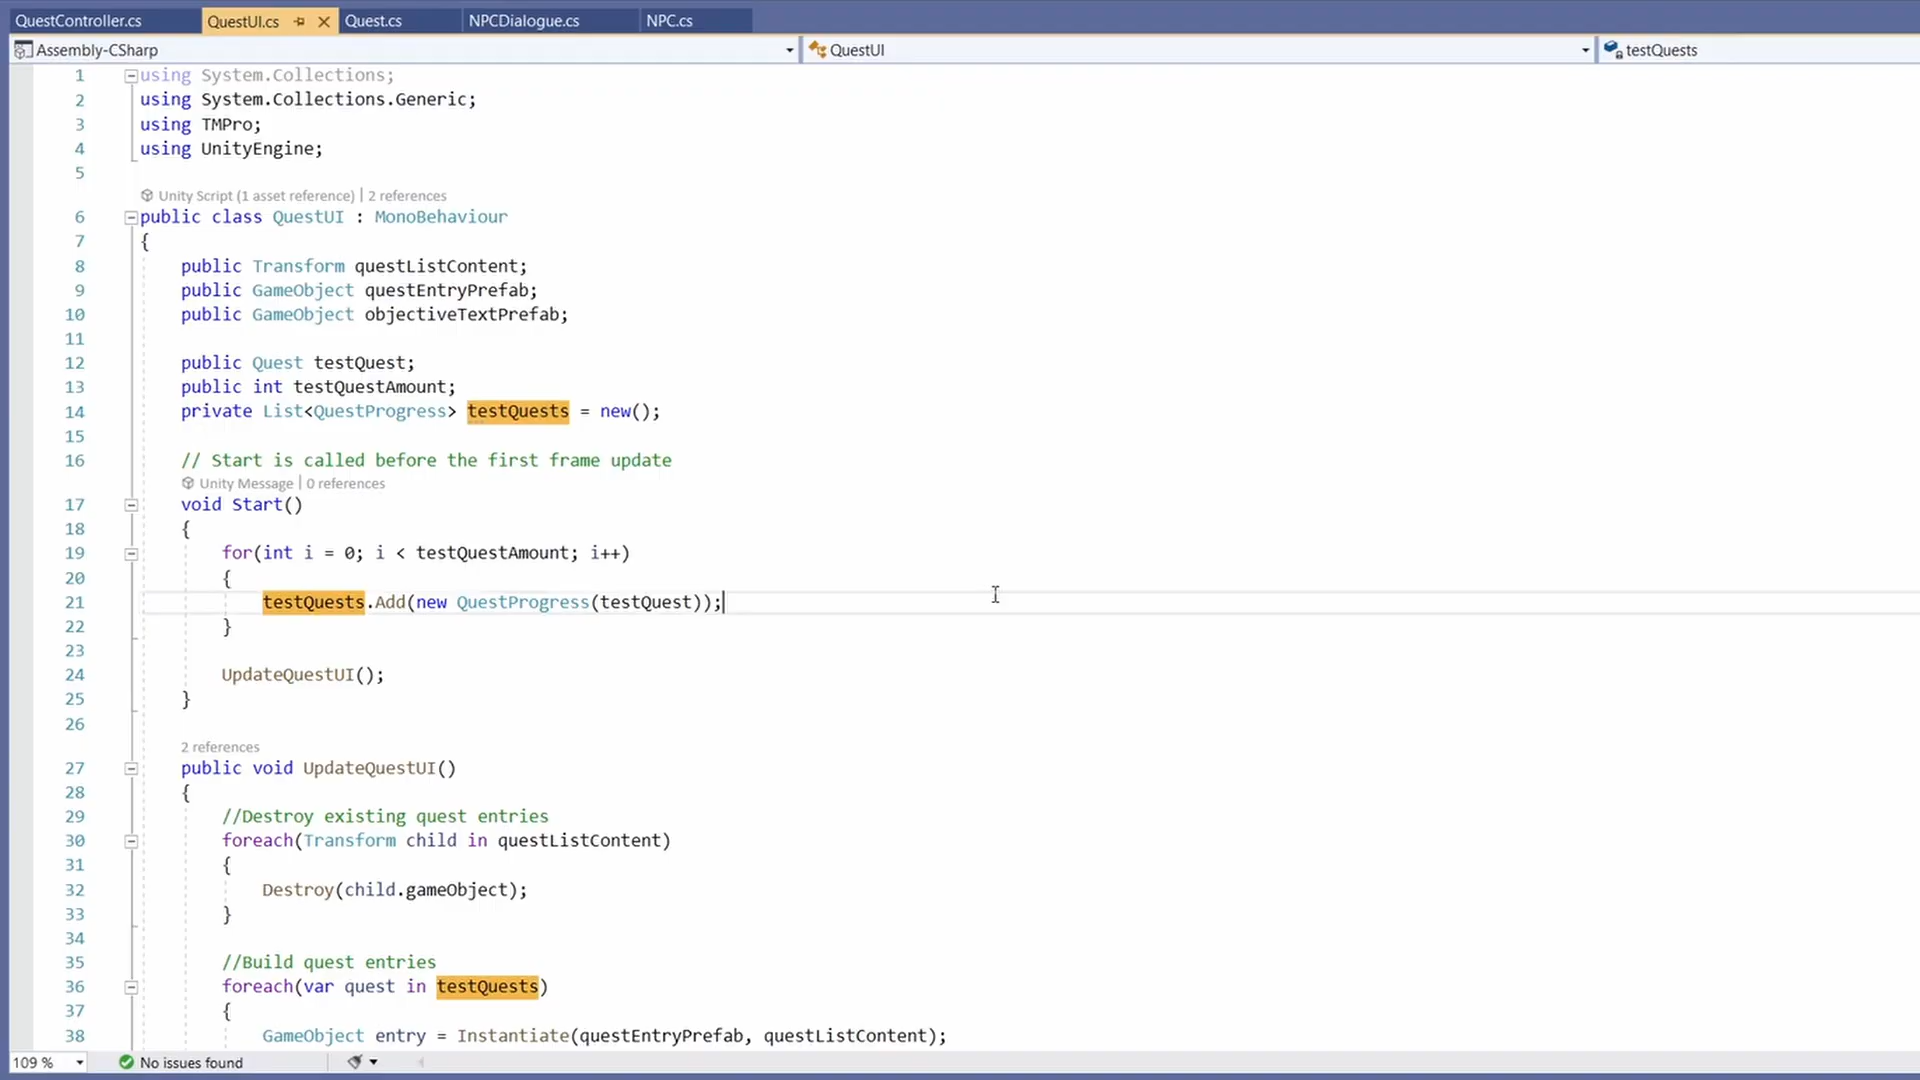 QuestController.cs QuestUI.cs Quest.cs NPCDialogue.cs NPC.cs
Assembly-CSharp QuestUI testQuests
1 using System.Collections;
2 using System.Collections.Generic;
3 using TMPro;
4 using UnityEngine;
5
Unity Script (1 asset reference) | 2 references
6 public class QuestUI : MonoBehaviour
7 {
8 public Transform questListContent;
9 public GameObject questEntryPrefab;
10 public GameObject objectiveTextPrefab;
11
12 public Quest testQuest;
13 public int testQuestAmount;
14 private List<QuestProgress> testQuests = new();
15
16 // Start is called before the first frame update
Unity Message | 0 references
17 void Start()
18 {
19 for(int i = 0; i < testQuestAmount; i++)
20 {
21 testQuests.Add(new QuestProgress(testQuest));
22 }
23
24 UpdateQuestUI();
25 }
26
2 references
27 public void UpdateQuestUI()
28 {
29 //Destroy existing quest entries
30 foreach(Transform child in questListContent)
31 {
32 Destroy(child.gameObject);
33 }
34
35 //Build quest entries
36 foreach(var quest in testQuests)
37 {
38 GameObject entry = Instantiate(questEntryPrefab, questListContent);
109 % No issues found